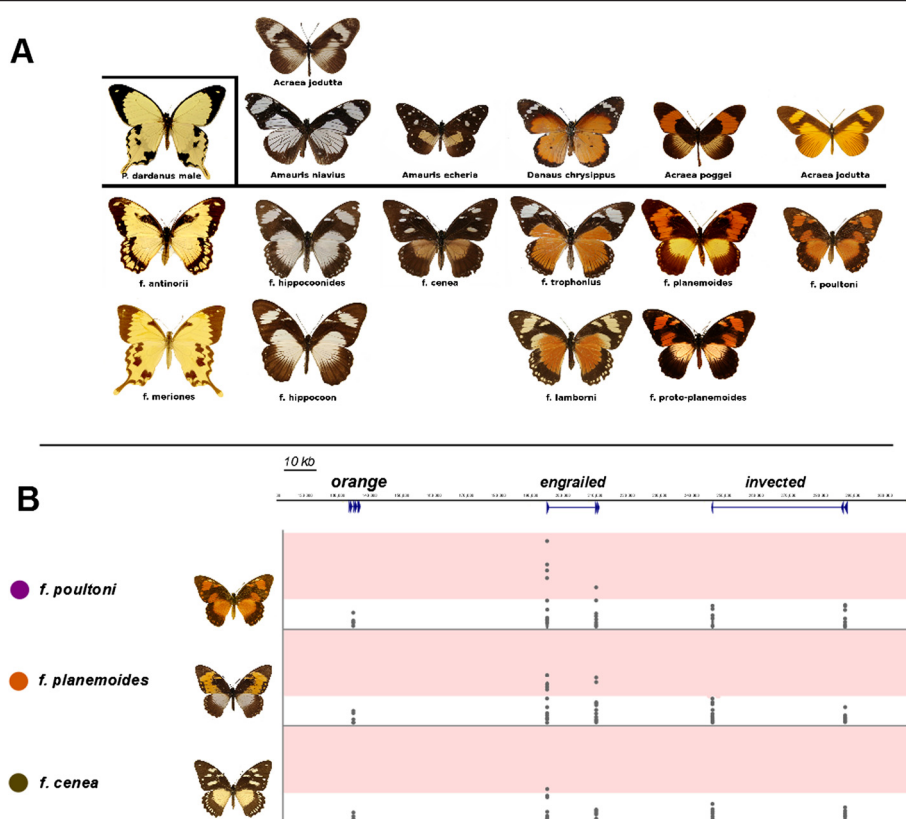 A
Acraea jodutta
P. dardanus male
Amauris niavius
Amauris echeria
Danaus chrysippus
Acraea poggei
Acraea jodutta
f. antinorii
f. hippocoonides
f. cenea
f. trophonius
f. planemoides
f. poultoni
f. meriones
f. hippocoon
f. lamborni
f. proto-planemoides
10 kb
B
orange
engrailed
invected
f. poultoni
f. planemoides
f. cenea